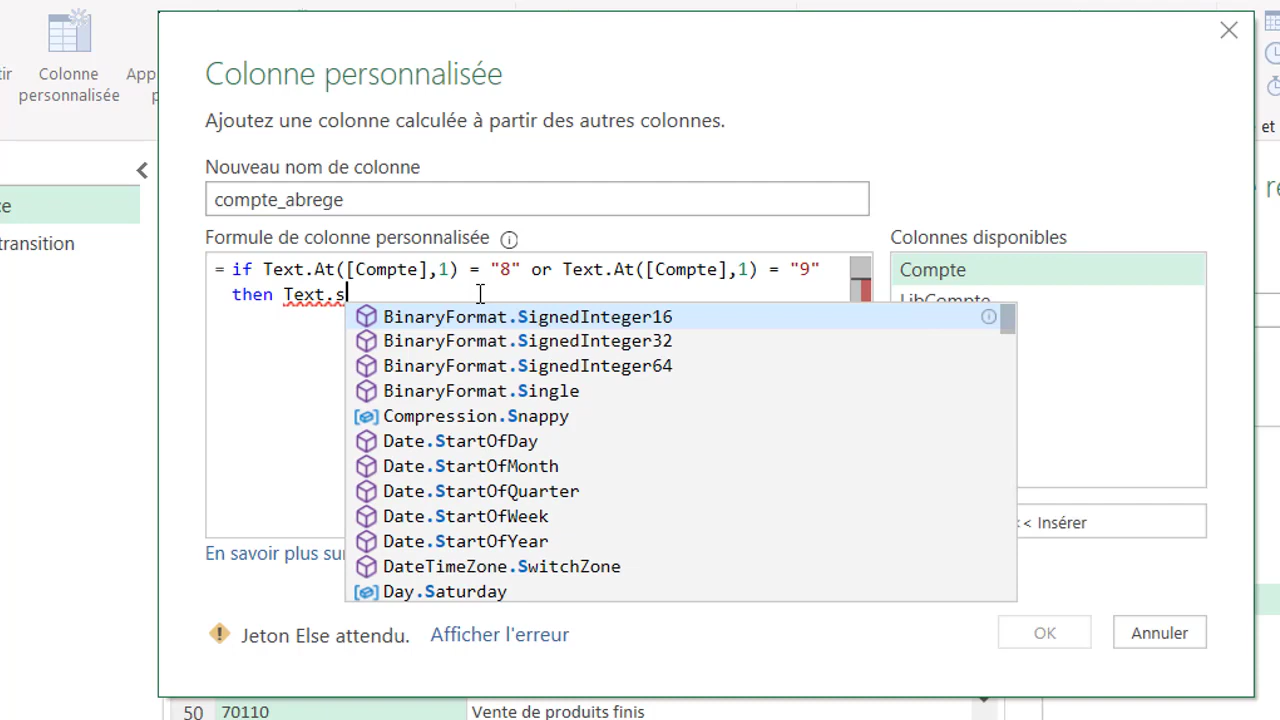 Colonne
personnalisée
Colonne personnalisée
Ajoutez une colonne calculée à partir des autres colonnes.
Nouveau nom de colonne
compte_abrege
Formule de colonne personnalisée
Colonnes disponibles
= if Text.At([Compte],1) = "8" or Text.At([Compte],1) = "9"
then Text.s
Compte
LibCompte
BinaryFormat.SignedInteger16
BinaryFormat.SignedInteger32
BinaryFormat.SignedInteger64
BinaryFormat.Single
Compression.Snappy
Date.StartOfDay
Date.StartOfMonth
Date.StartOfQuarter
Date.StartOfWeek
Date.StartOfYear
DateTimeZone.SwitchZone
Day.Saturday
< Insérer
En savoir plus sur
Jeton Else attendu. Afficher l'erreur
OK
Annuler
transition
et
50 70110 Vente de produits finis